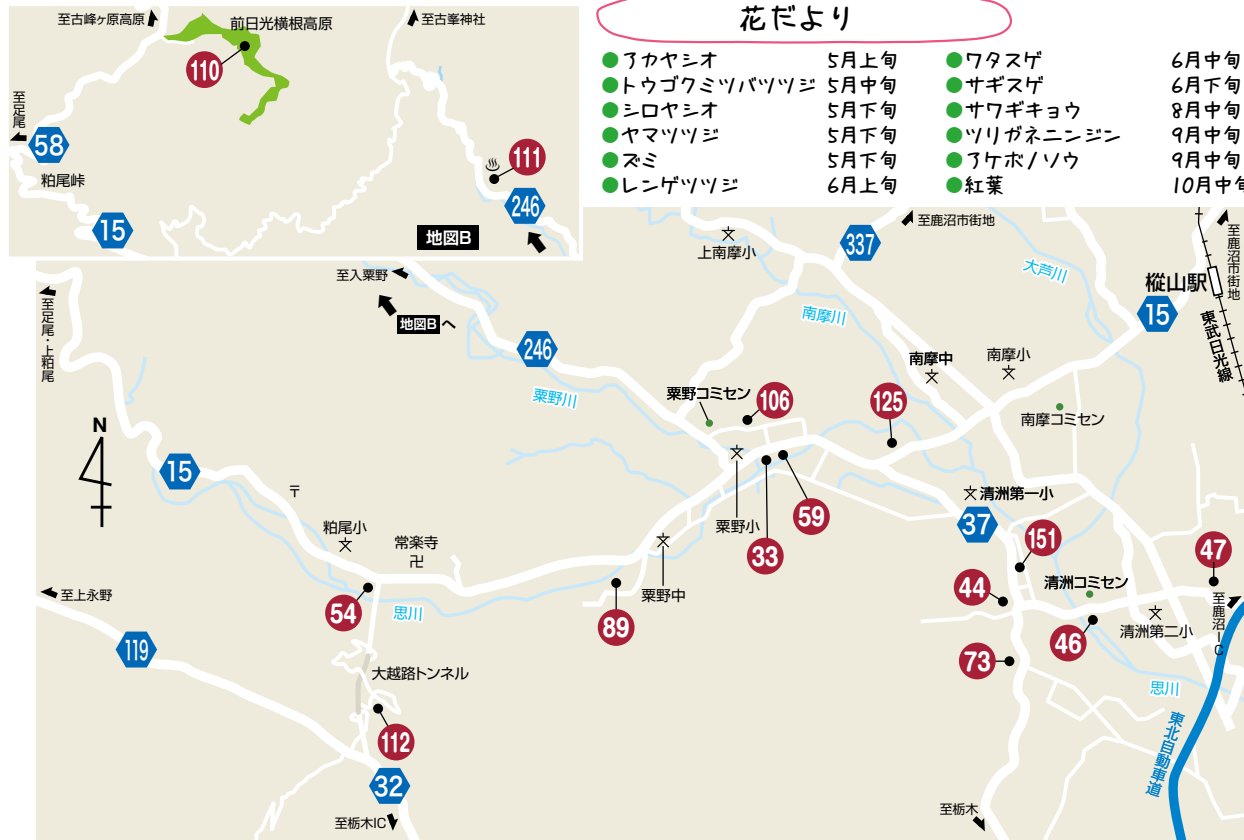 至古峰ヶ原高原
前日光横根高原
至古峯神社
110
至足尾
58
粕尾峠
15
111
246
地図B
花だより
アカヤシオ 5月上旬
トウゴクミツバツツジ 5月中旬
シロヤシオ 5月下旬
ヤマツツジ 5月下旬
ズミ 5月下旬
レンゲツツジ 6月上旬
ワタスゲ 6月中旬
サギスゲ 6月下旬
サワギキョウ 8月中旬
ツリガネニンジン 9月中旬
アケボノソウ 9月中旬
紅葉 10月中旬
至鹿沼市街地
337
上南摩小
大芦川
至鹿沼市街地
樅山駅
15
東武日光線
至入粟野
地図Bへ
至足尾・上粕尾
246
南摩川
南摩中
南摩小
粟野川
粟野コミセン
106
125
南摩コミセン
N
15
〒
清洲第一小
37
粟野小
59
33
151
47
粕尾小
常楽寺
卍
粟野中
清洲コミセン
44
至上永野
54
思川
89
46
清洲第二小
至鹿沼IC
119
73
大越路トンネル
思川
112
東北自動車道
32
至栃木IC
至栃木